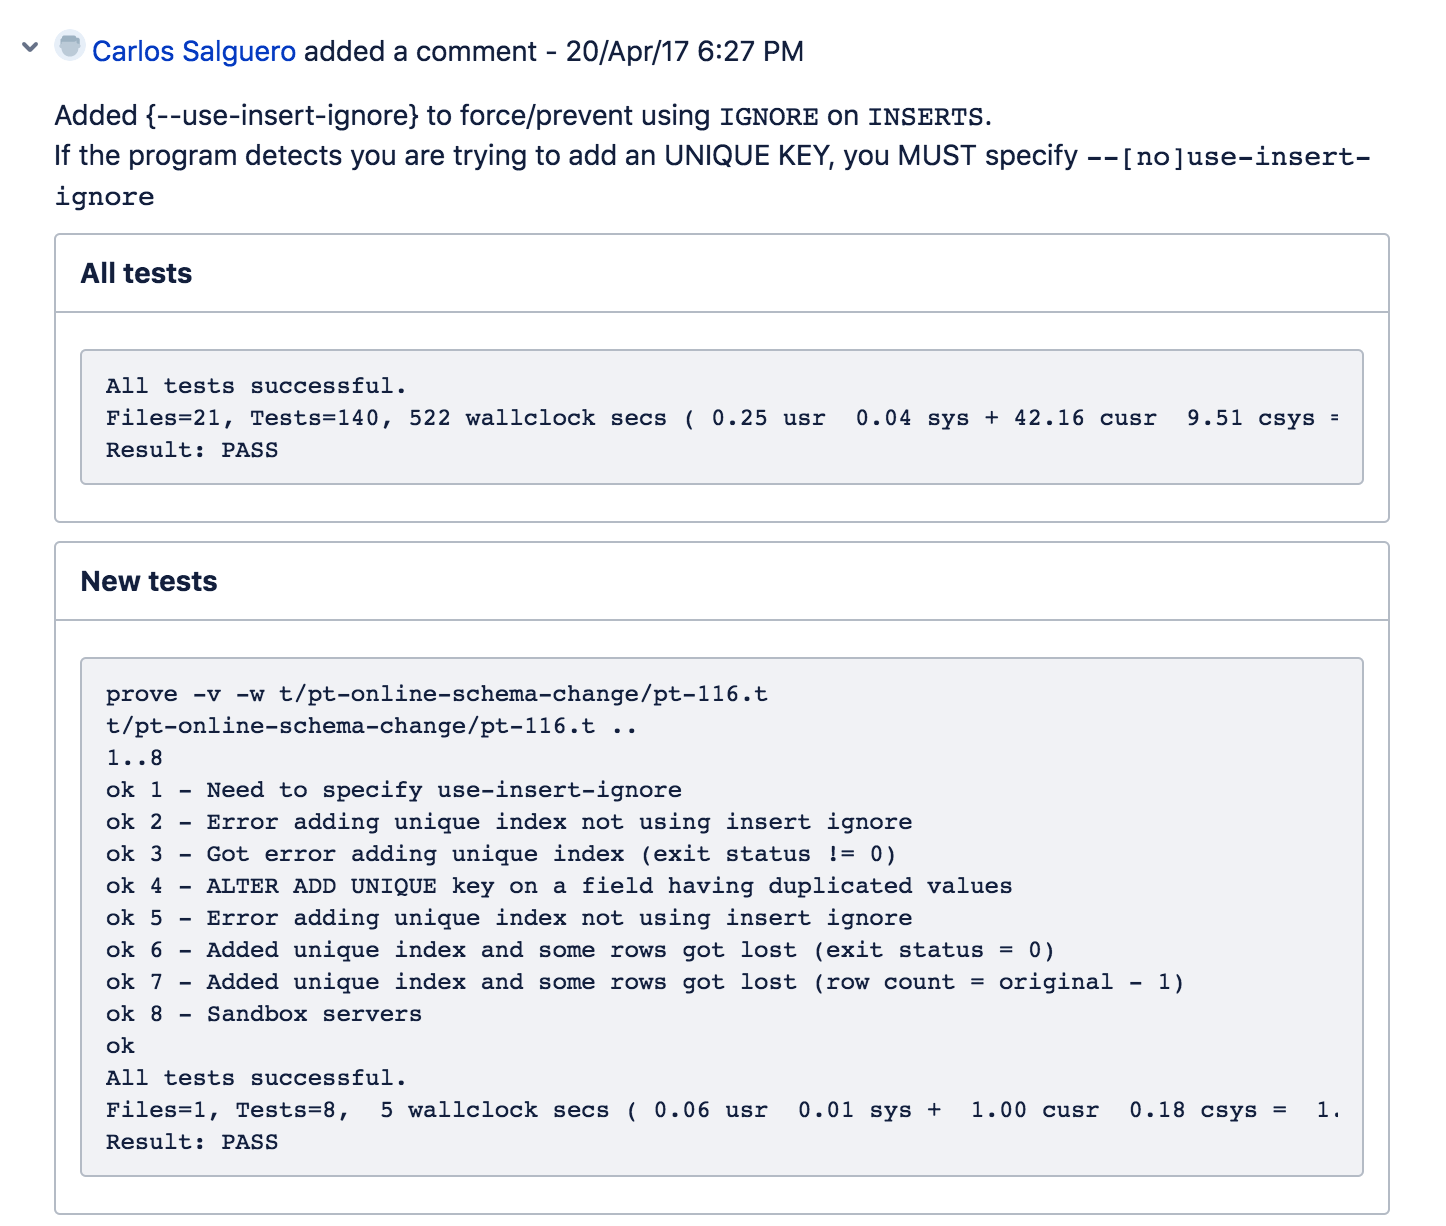 Carlos Salguero added a comment - 20/Apr/17 6:27 PM
Added {--use-insert-ignore} to force/prevent using IGNORE on INSERTS.
If the program detects you are trying to add an UNIQUE KEY, you MUST specify --[no]use-insert-
ignore
All tests
All tests successful.
Files=21, Tests=140, 522 wallclock secs ( 0.25 usr  0.04 sys + 42.16 cusr  9.51 csys =
Result: PASS
New tests
prove -v -w t/pt-online-schema-change/pt-116.t
t/pt-online-schema-change/pt-116.t ..
1..8
ok 1 - Need to specify use-insert-ignore
ok 2 - Error adding unique index not using insert ignore
ok 3 - Got error adding unique index (exit status != 0)
ok 4 - ALTER ADD UNIQUE key on a field having duplicated values
ok 5 - Error adding unique index not using insert ignore
ok 6 - Added unique index and some rows got lost (exit status = 0)
ok 7 - Added unique index and some rows got lost (row count = original - 1)
ok 8 - Sandbox servers
ok
All tests successful.
Files=1, Tests=8,  5 wallclock secs ( 0.06 usr  0.01 sys +  1.00 cusr  0.18 csys =  1.
Result: PASS